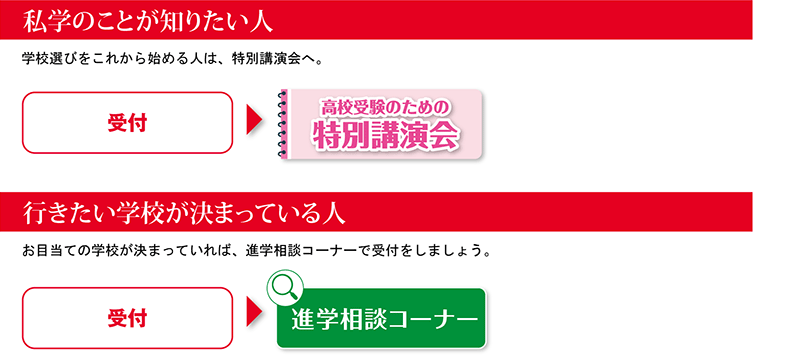 私学のことが知りたい人
学校選びをこれから始める人は、特別講演会へ。
受付
高校受験のための
特別講演会
行きたい学校が決まっている人
お目当ての学校が決まっていれば、進学相談コーナーで受付をしましょう。
受付
進学相談コーナー